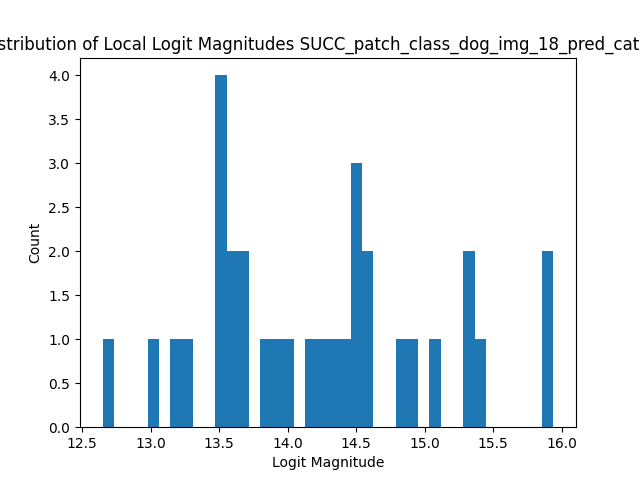 stribution of Local Logit Magnitudes SUCC_patch_class_dog_img_18_pred_cat
4.0
3.5
3.0
2.5
2.0
1.5
1.0
0.5
0.0
Count
12.5 13.0 13.5 14.0 14.5 15.0 15.5 16.0
Logit Magnitude